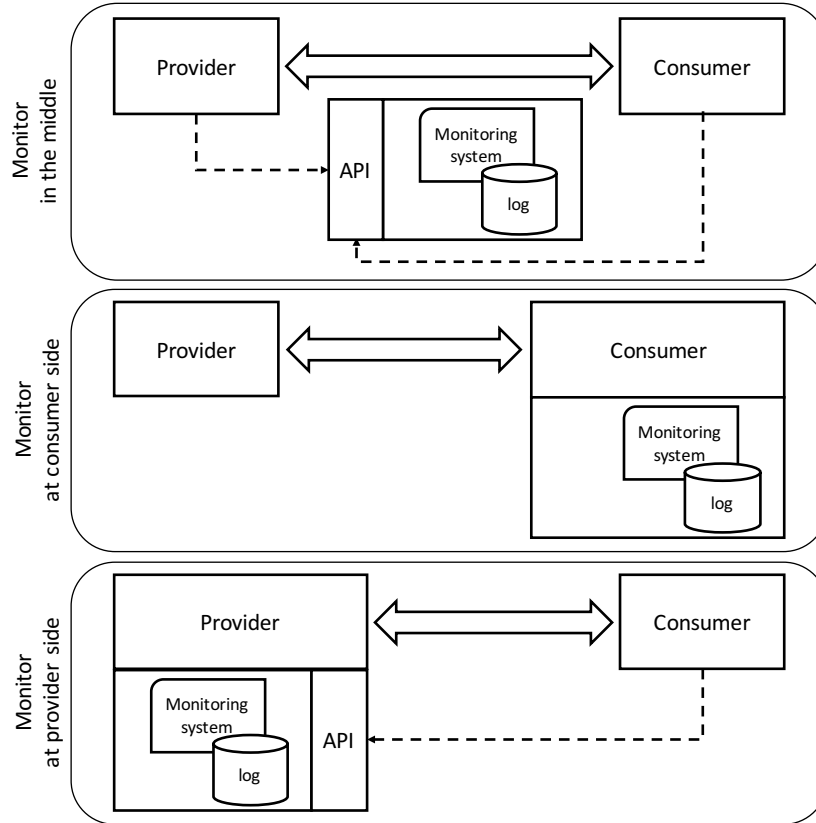 Monitor
in the middle
Provider
Consumer
API
Monitoring
system
log
Monitor
at consumer side
Provider
Consumer
Monitoring
system
log
Monitor
at provider side
Provider
Consumer
Monitoring
system
log
API